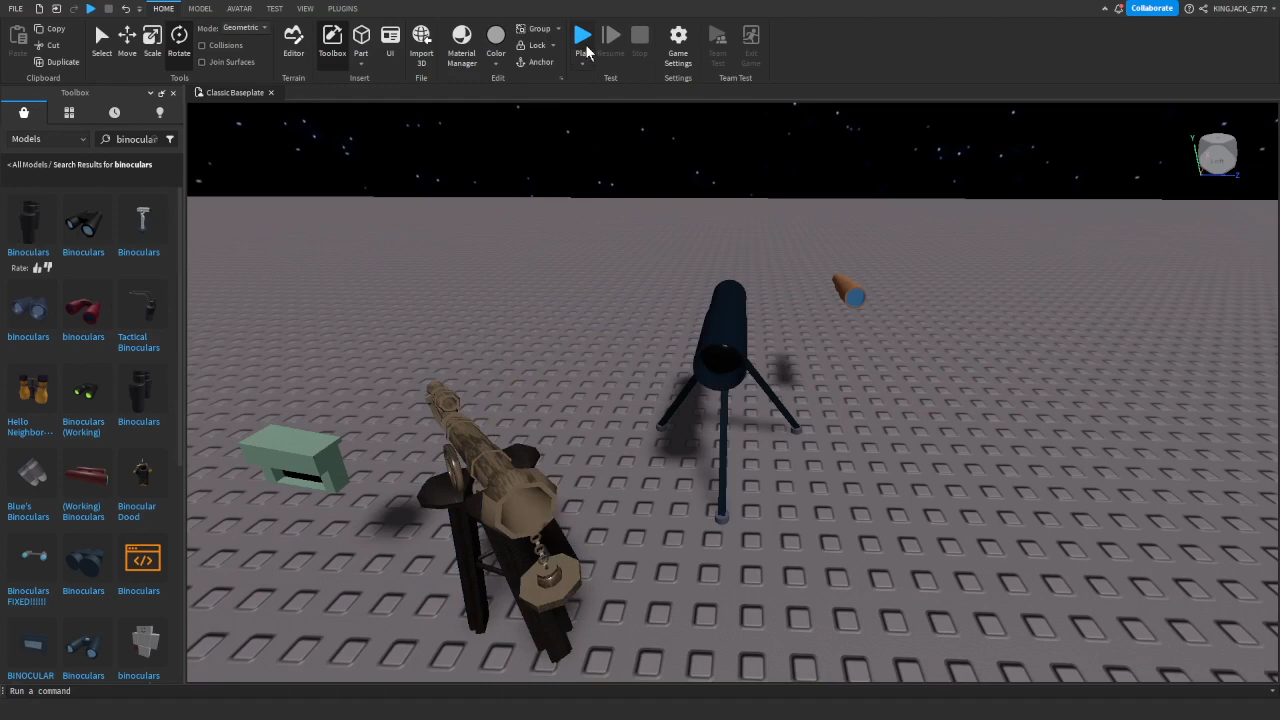 FILE HOME MODEL AVATAR TEST VIEW PLUGINS Collaborate KINGJACK_6772
Paste Copy Cut Duplicate Clipboard
Select Move Scale Rotate Mode: Geometric Collisions Join Surfaces Tools
Editor Terrain
Toolbox Part UI Insert
Import 3D File
Material Manager Color Group Lock Anchor Edit
Play Resume Stop Test
Game Settings Settings
Team Test Exit Game Team Test
Toolbox
Classic Baseplate
Models binocular
< All Models / Search Results for binoculars
Binoculars Binoculars Binoculars
Rate:
binoculars binoculars Tactical Binoculars
Hello Neighbor··· Binoculars (Working) Binoculars
Blue's Binoculars (Working) Binoculars Binocular Dood
Binoculars FIXED!!!!!! Binoculars Binoculars
BINOCULAR Binoculars binoculars
Y Left Z
Run a command